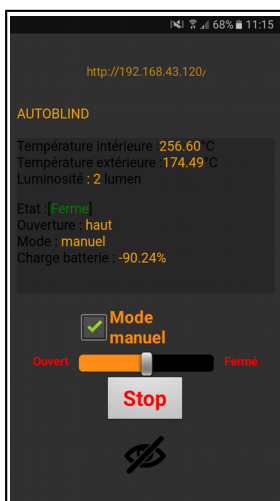 68% 11:15
http://192.168.43.120/
AUTOBLIND
Température intérieure :256.60°C
Température extérieure :174.49°C
Luminosité : 2 lumen
Etat :[Ferme]
Ouverture : haut
Mode : manuel
Charge batterie : -90.24%
Mode
manuel
Ouvert Fermé
Stop